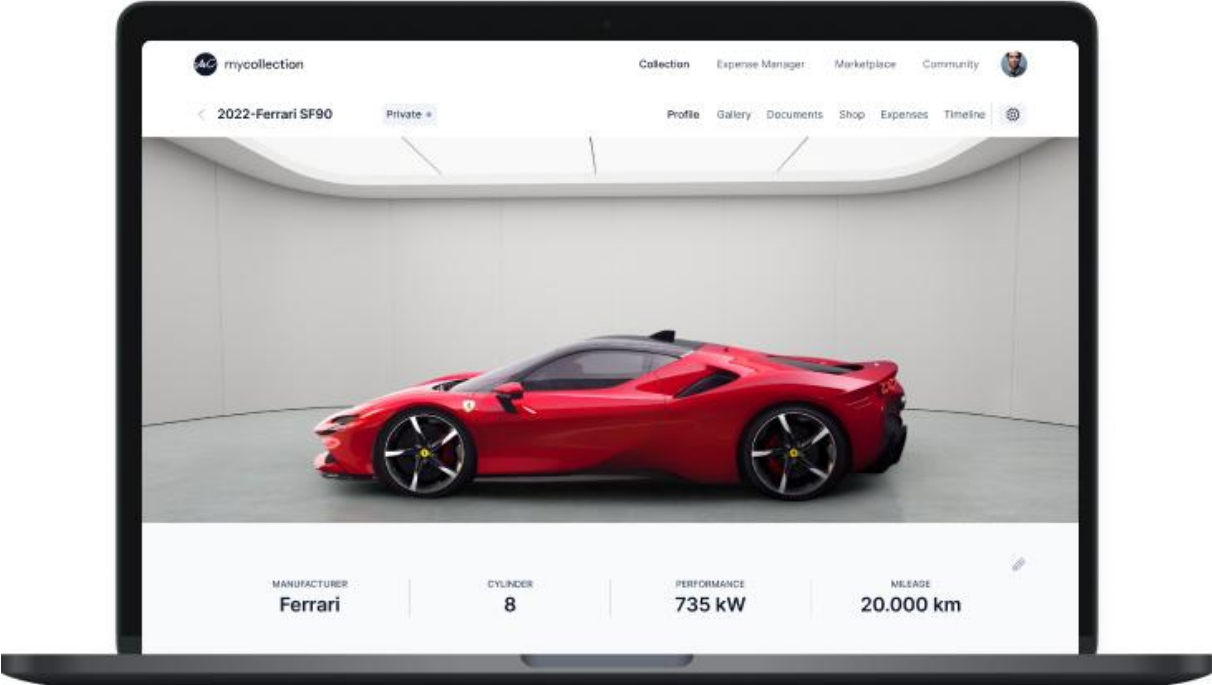 mycollection
Collection Expense Manager Marketplace Community
2022-Ferrari SF90 Private
Profile Gallery Documents Shop Expenses Timeline
MANUFACTURER CYLINDER PERFORMANCE MILEAGE
Ferrari 8 735 kW 20.000 km